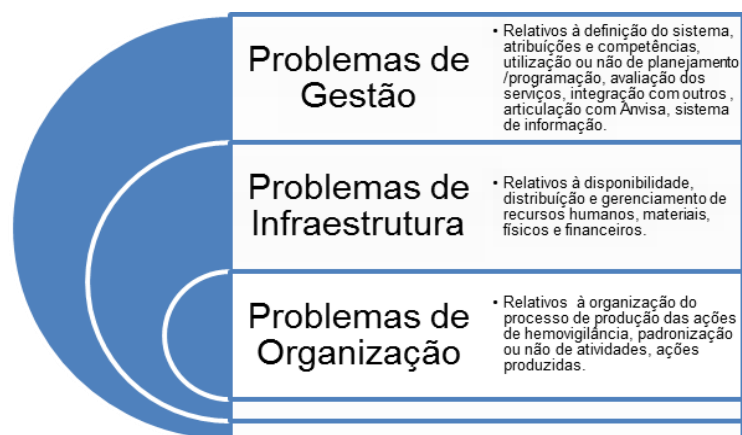 Problemas de
Gestão
• Relativos à definição do sistema,
atribuições e competências,
utilização ou não de planejamento
/programação, avaliação dos
serviços, integração com outros ,
articulação com Anvisa, sistema
de informação.
Problemas de
Infraestrutura
• Relativos à disponibilidade,
distribuição e gerenciamento de
recursos humanos, materiais,
físicos e financeiros.
Problemas de
Organização
• Relativos à organização do
processo de produção das ações
de hemovigilância, padronização
ou não de atividades, ações
produzidas.